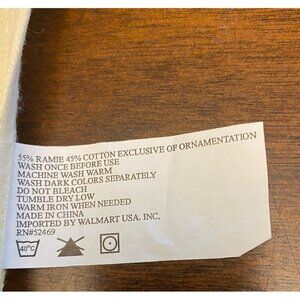 55% RAMIE 45% COTTON EXCLUSIVE OF ORNAMENTATION
WASH ONCE BEFORE USE
MACHINE WASH WARM
WASH DARK COLORS SEPARATELY
DO NOT BLEACH
TUMBLE DRY LOW
WARM IRON WHEN NEEDED
MADE IN CHINA
IMPORTED BY WALMART USA. INC.
RN#52469
40°C